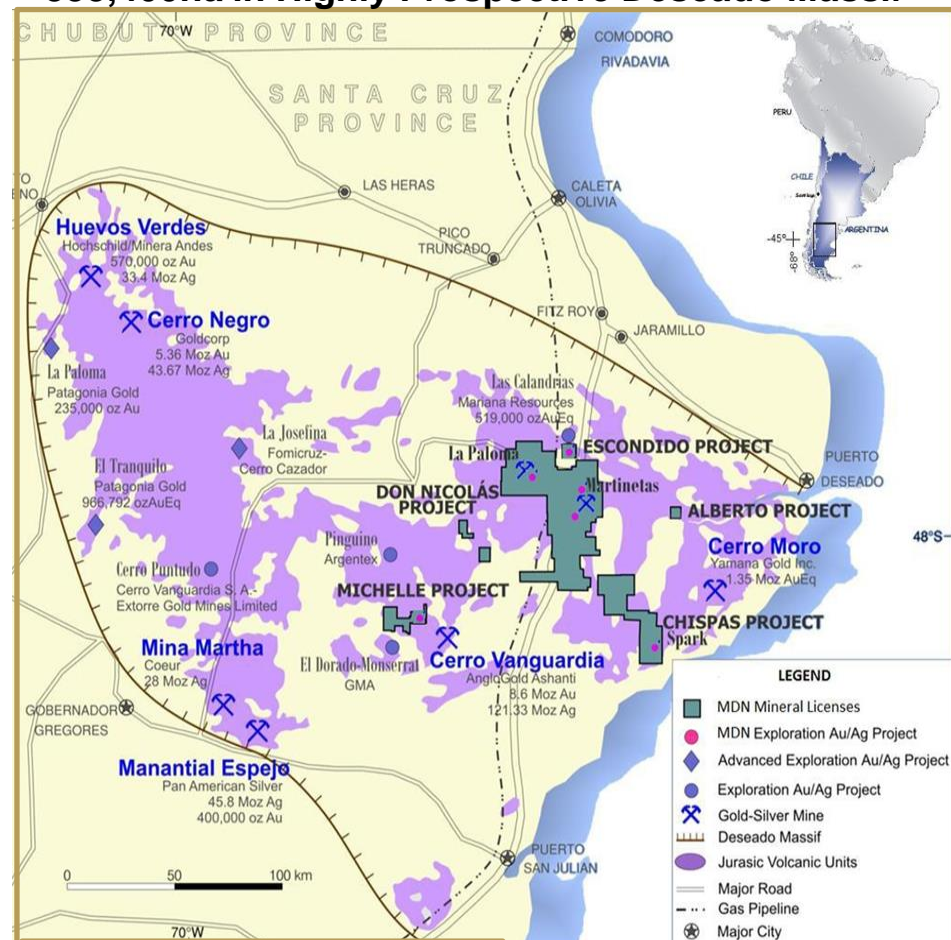 CHUBUT PROVINCE
70°W
COMODORO
RIVADAVIA
SANTA CRUZ
PROVINCE
PERU
CHILE
Santiago
ARGENTINA
-45°
-68°
LAS HERAS
CALETA
OLIVIA
PICO
TRUNCADO
FITZ ROY
JARAMILLO
Huevos Verdes
Hochschild/Minera Andes
570,000 oz Au
33.4 Moz Ag
Cerro Negro
Goldcorp
5.36 Moz Au
43.67 Moz Ag
La Paloma
Patagonia Gold
235,000 oz Au
Las Calandrias
Mariana Resources
519,000 ozAuEq
La Josefina
Fomicruz-
Cerro Cazador
La Paloma
ESCONDIDO PROJECT
PUERTO
DESEADO
El Tranquilo
Patagonia Gold
966,792 ozAuEq
DON NICOLÁS
PROJECT
Martinetas
ALBERTO PROJECT
48°S
Pinguino
Argentex
Cerro Moro
Yamana Gold Inc.
1.35 Moz AuEq
Cerro Puntudo
Cerro Vanguardia S. A.-
Extorre Gold Mines Limited
MICHELLE PROJECT
CHISPAS PROJECT
Spark
Mina Martha
Coeur
28 Moz Ag
El Dorado-Monserrat
GMA
Cerro Vanguardia
AngloGold Ashanti
8.6 Moz Au
121.33 Moz Ag
GOBERNADOR
GREGORES
Manantial Espejo
Pan American Silver
45.8 Moz Ag
400,000 oz Au
PUERTO
SAN JULIAN
0 50 100 km
70°W
LEGEND
MDN Mineral Licenses
MDN Exploration Au/Ag Project
Advanced Exploration Au/Ag Project
Exploration Au/Ag Project
Gold-Silver Mine
Deseado Massif
Jurasic Volcanic Units
Major Road
Gas Pipeline
Major City